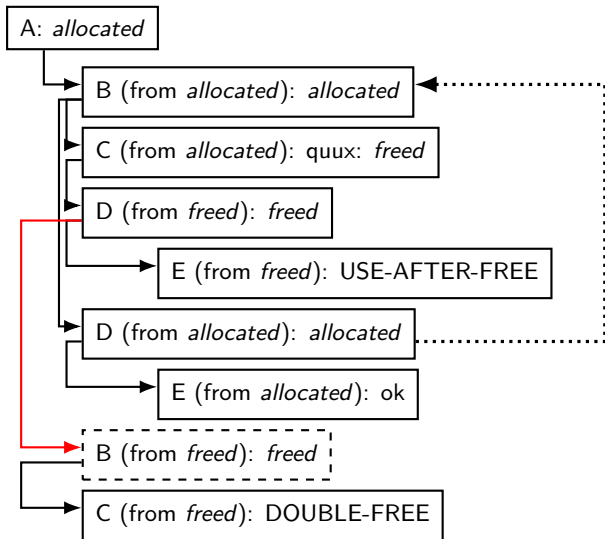 A: allocated
B (from allocated): allocated
C (from allocated): quux: freed
D (from freed): freed
E (from freed): USE-AFTER-FREE
D (from allocated): allocated
E (from allocated): ok
B (from freed): freed
C (from freed): DOUBLE-FREE